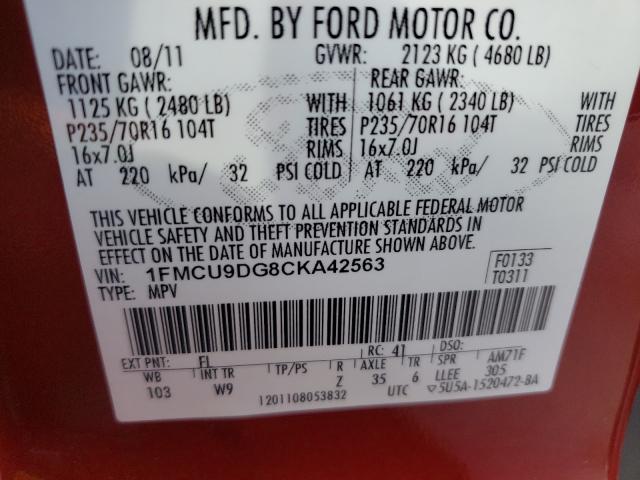 MFD. BY FORD MOTOR CO.
DATE: 08/11 GVWR: 2123 KG ( 4680 LB)
FRONT GAWR: REAR GAWR:
1125 KG ( 2480 LB) WITH 1061 KG ( 2340 LB) WITH
P235/70R16 104T TIRES P235/70R16 104T TIRES
16x7.0J RIMS 16x7.0J RIMS
AT 220 kPa/ 32 PSI COLD AT 220 kPa/ 32 PSI COLD
THIS VEHICLE CONFORMS TO ALL APPLICABLE FEDERAL MOTOR
VEHICLE SAFETY AND THEFT PREVENTION STANDARDS IN
EFFECT ON THE DATE OF MANUFACTURE SHOWN ABOVE.
VIN: 1FMCU9DG8CKA42563 F0133
TYPE: MPV T0311
EXT PNT: FL RC: 41 DSO:
WB INT TR TP/PS R AXLE TR SPR AM71F
103 W9 Z 35 6 LLEE 305
1201108053832 UTC ▽5U5A-1520472-BA